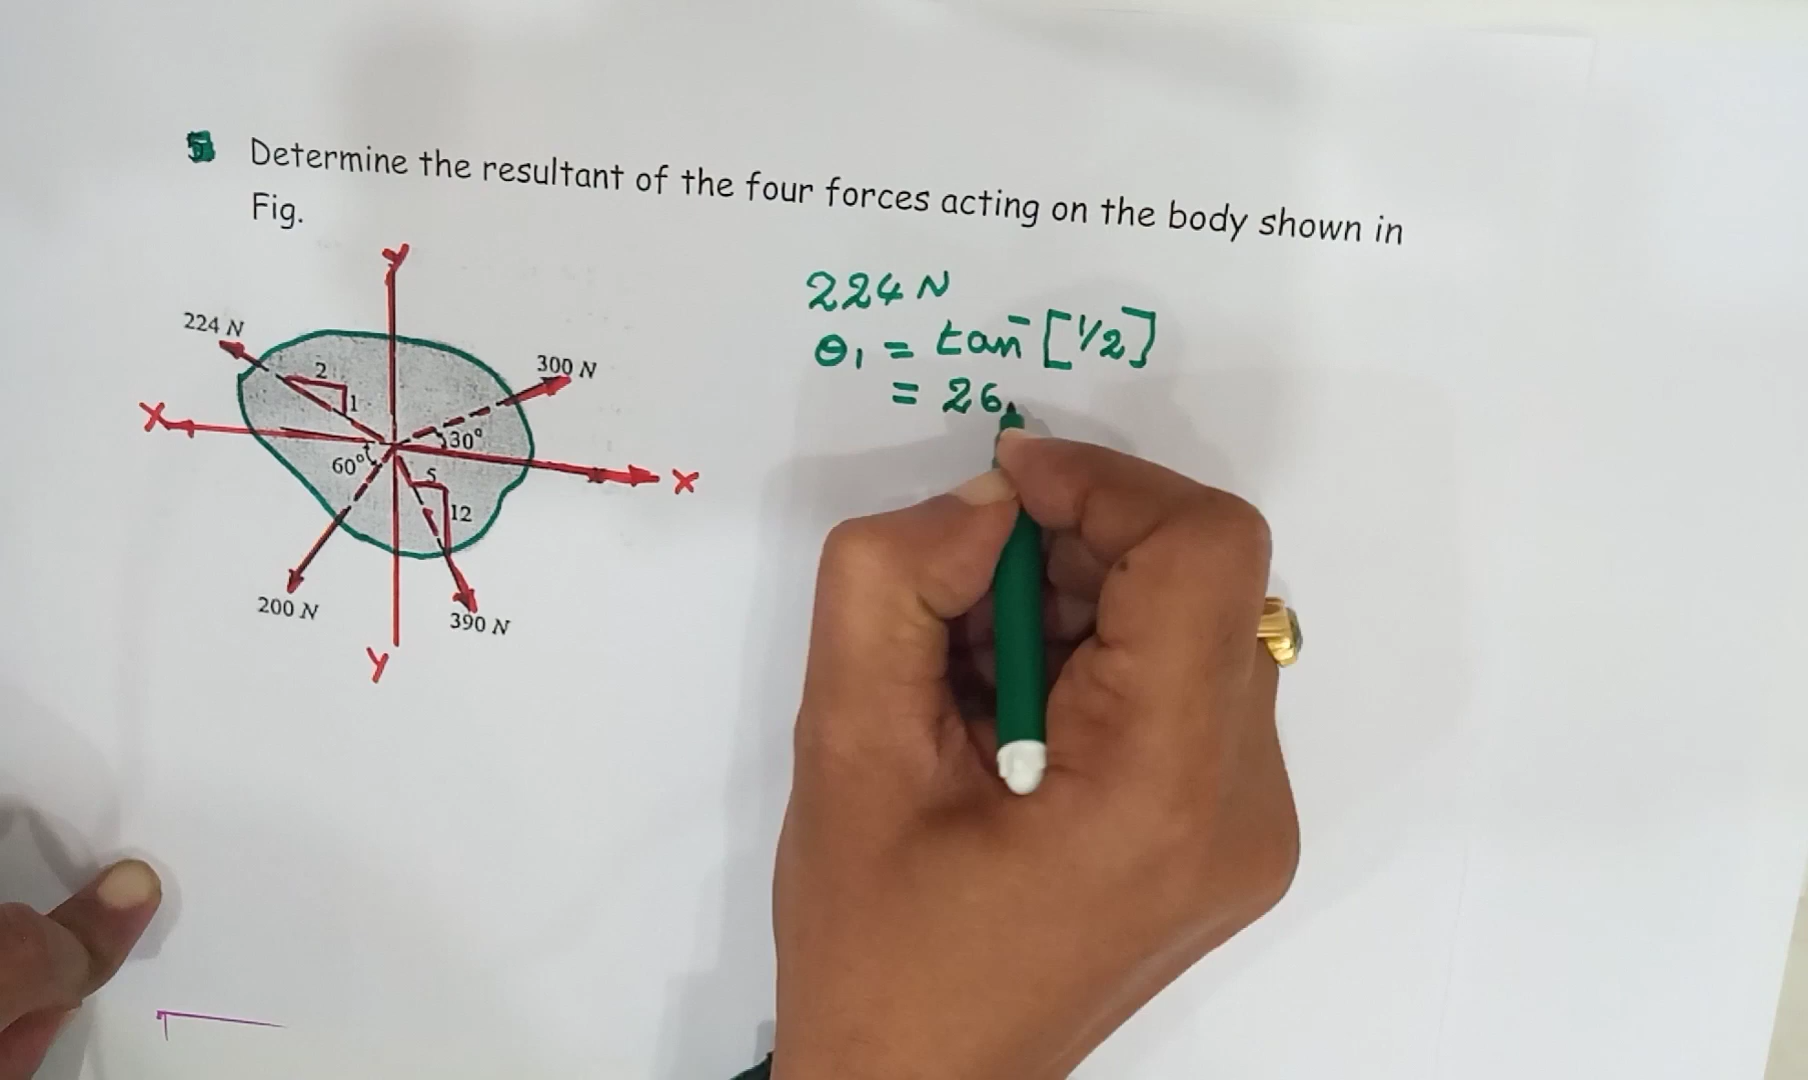 5 Determine the resultant of the four forces acting on the body shown in
Fig.
Y
224 N
300 N
2
1
X
30°
60°
5
X
12
200 N
390 N
Y
224 N
θ₁ = tan⁻ [1/2]
= 26.